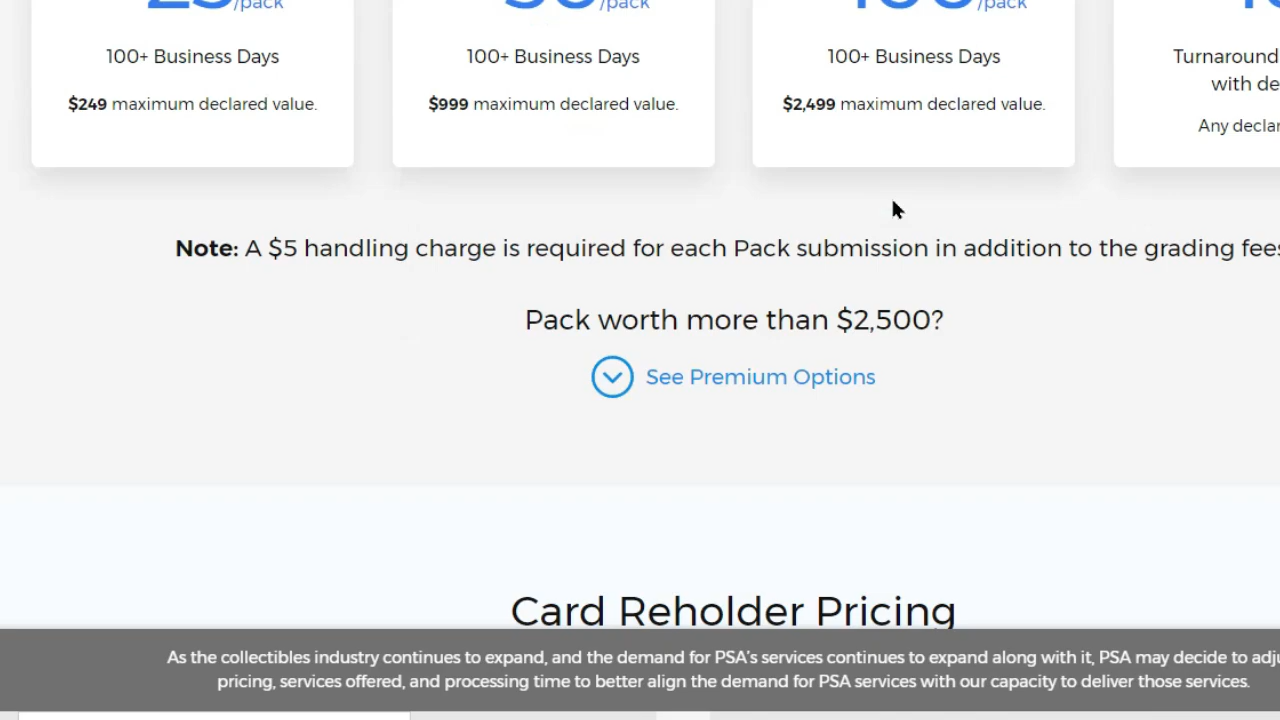 /pack
/pack
/pack
100+ Business Days
100+ Business Days
100+ Business Days
Turnaround
with de
$249 maximum declared value.
$999 maximum declared value.
$2,499 maximum declared value.
Any declar
Note: A $5 handling charge is required for each Pack submission in addition to the grading fees
Pack worth more than $2,500?
See Premium Options
Card Reholder Pricing
As the collectibles industry continues to expand, and the demand for PSA's services continues to expand along with it, PSA may decide to adju
pricing, services offered, and processing time to better align the demand for PSA services with our capacity to deliver those services.